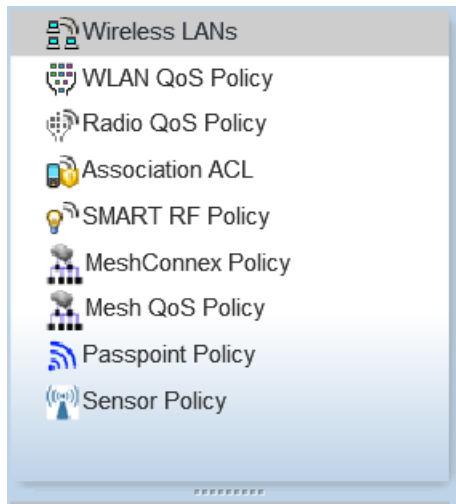 Wireless LANs
WLAN QoS Policy
Radio QoS Policy
Association ACL
SMART RF Policy
MeshConnex Policy
Mesh QoS Policy
Passpoint Policy
Sensor Policy